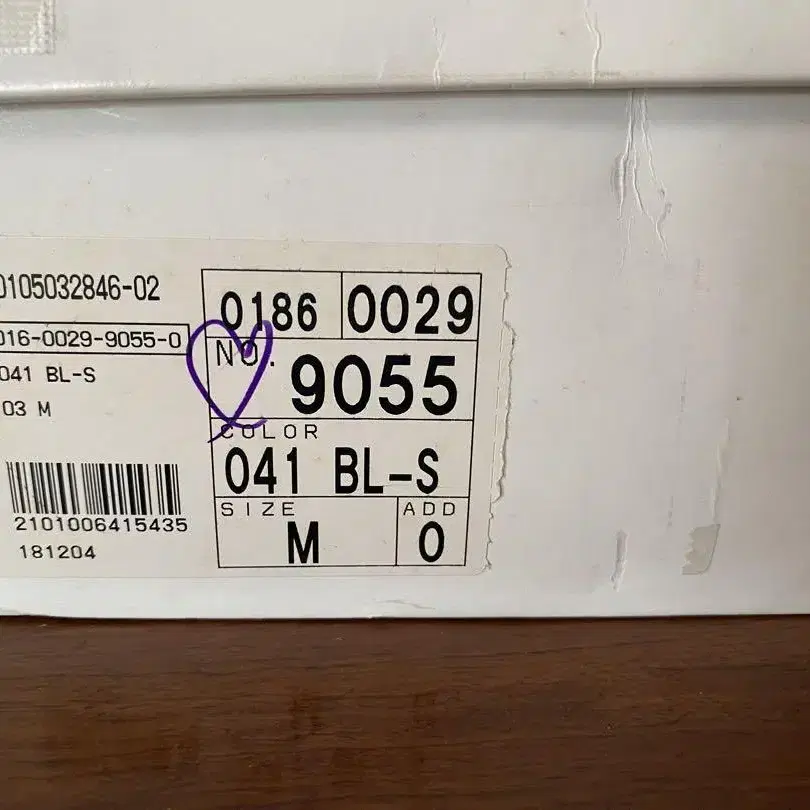 0105032846-02
016-0029-9055-0
041 BL-S
03 M
2101006415435
181204
0186 0029
NO.
9055
COLOR
041 BL-S
SIZE ADD
M 0